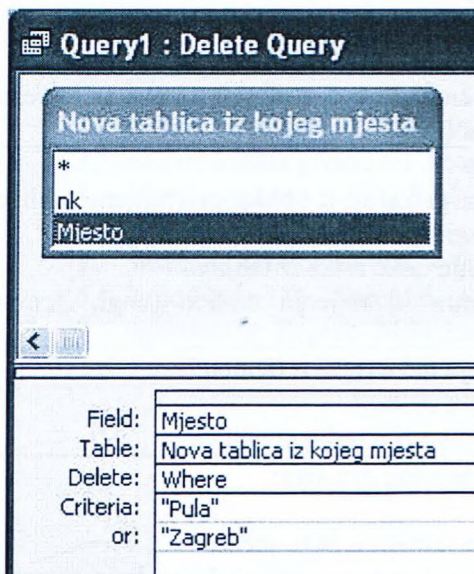 Query1 : Delete Query
Nova tablica iz kojeg mjesta
*
nk
Mjesto
Field: Mjesto
Table: Nova tablica iz kojeg mjesta
Delete: Where
Criteria: "Pula"
or: "Zagreb"